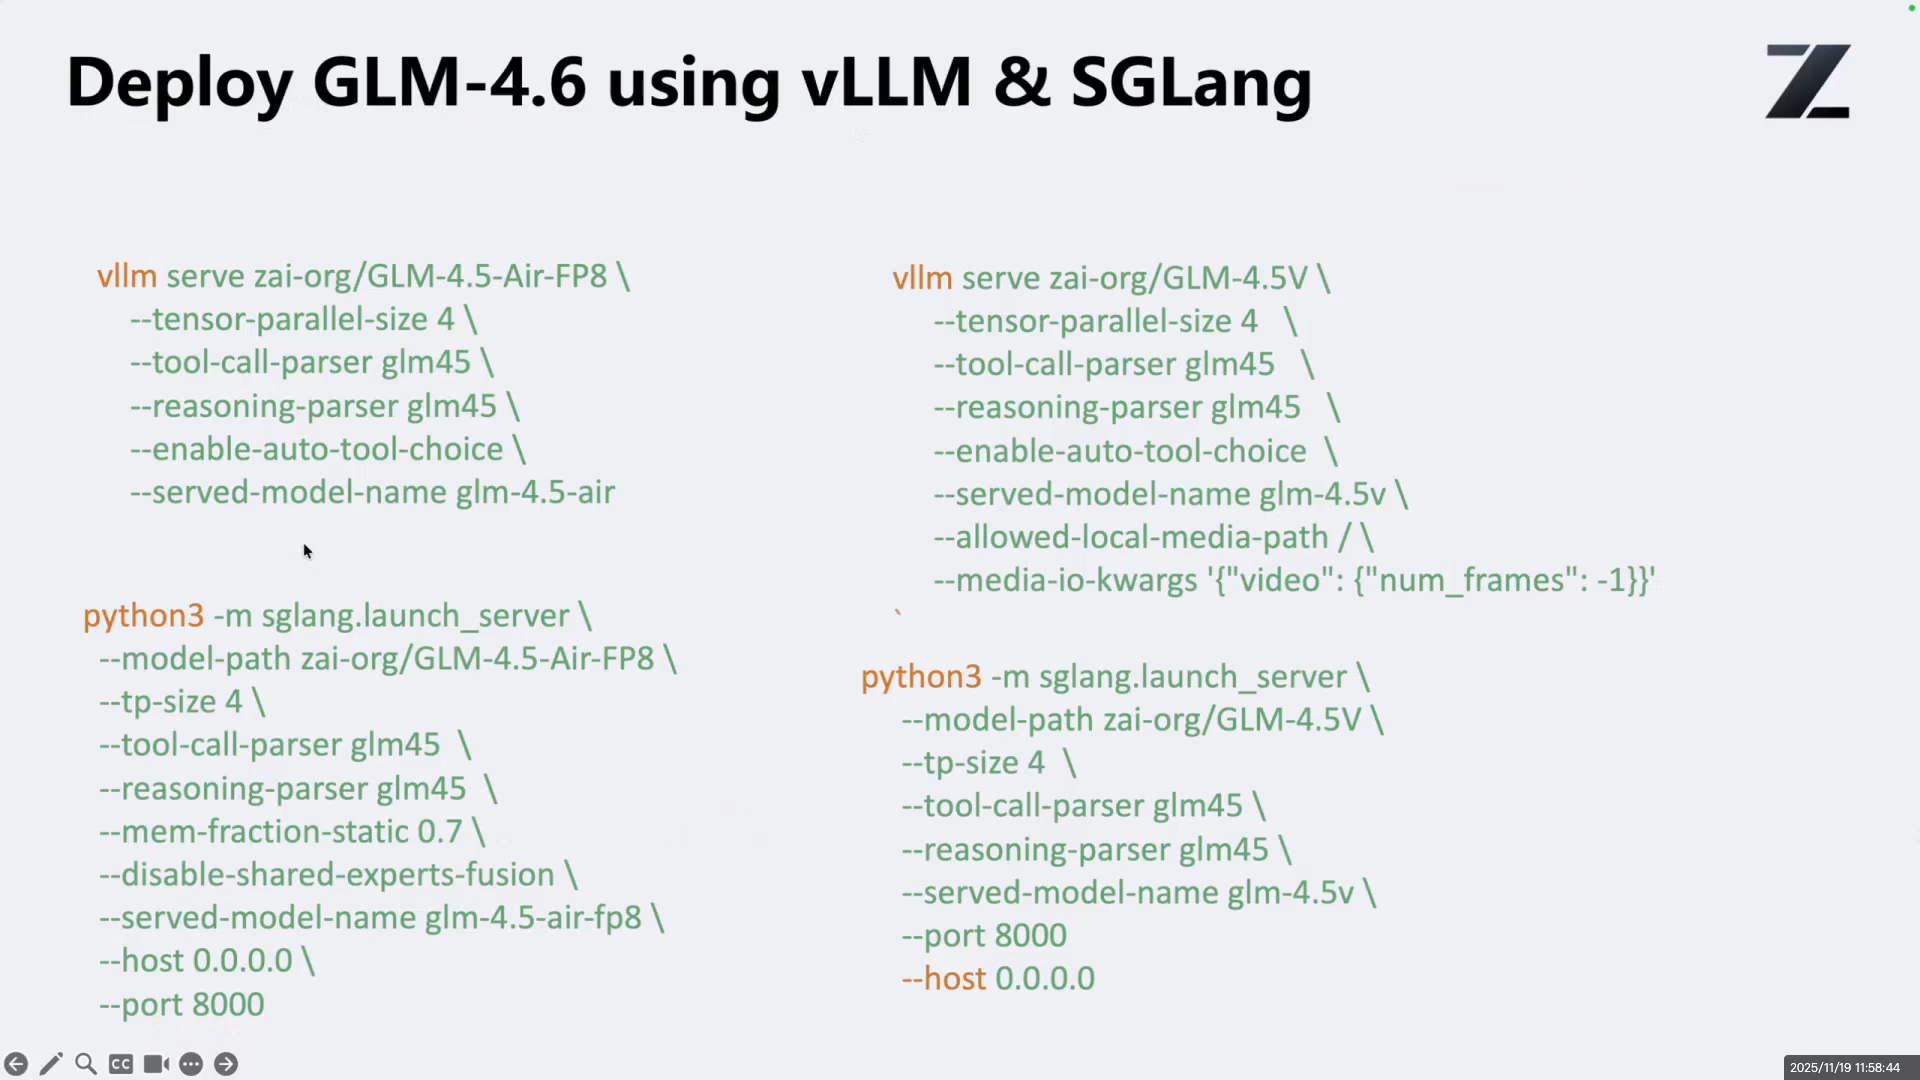 Deploy GLM-4.6 using vLLM & SGLang
vllm serve zai-org/GLM-4.5-Air-FP8 \
--tensor-parallel-size 4 \
--tool-call-parser glm45 \
--reasoning-parser glm45 \
--enable-auto-tool-choice \
--served-model-name glm-4.5-air
python3 -m sglang.launch_server \
--model-path zai-org/GLM-4.5-Air-FP8 \
--tp-size 4 \
--tool-call-parser glm45 \
--reasoning-parser glm45 \
--mem-fraction-static 0.7 \
--disable-shared-experts-fusion \
--served-model-name glm-4.5-air-fp8 \
--host 0.0.0.0 \
--port 8000
vllm serve zai-org/GLM-4.5V \
--tensor-parallel-size 4 \
--tool-call-parser glm45 \
--reasoning-parser glm45 \
--enable-auto-tool-choice \
--served-model-name glm-4.5v \
--allowed-local-media-path / \
--media-io-kwargs '{"video": {"num_frames": -1}}'
`
python3 -m sglang.launch_server \
--model-path zai-org/GLM-4.5V \
--tp-size 4 \
--tool-call-parser glm45 \
--reasoning-parser glm45 \
--served-model-name glm-4.5v \
--port 8000
--host 0.0.0.0
CC
2025/11/19 11:58:44